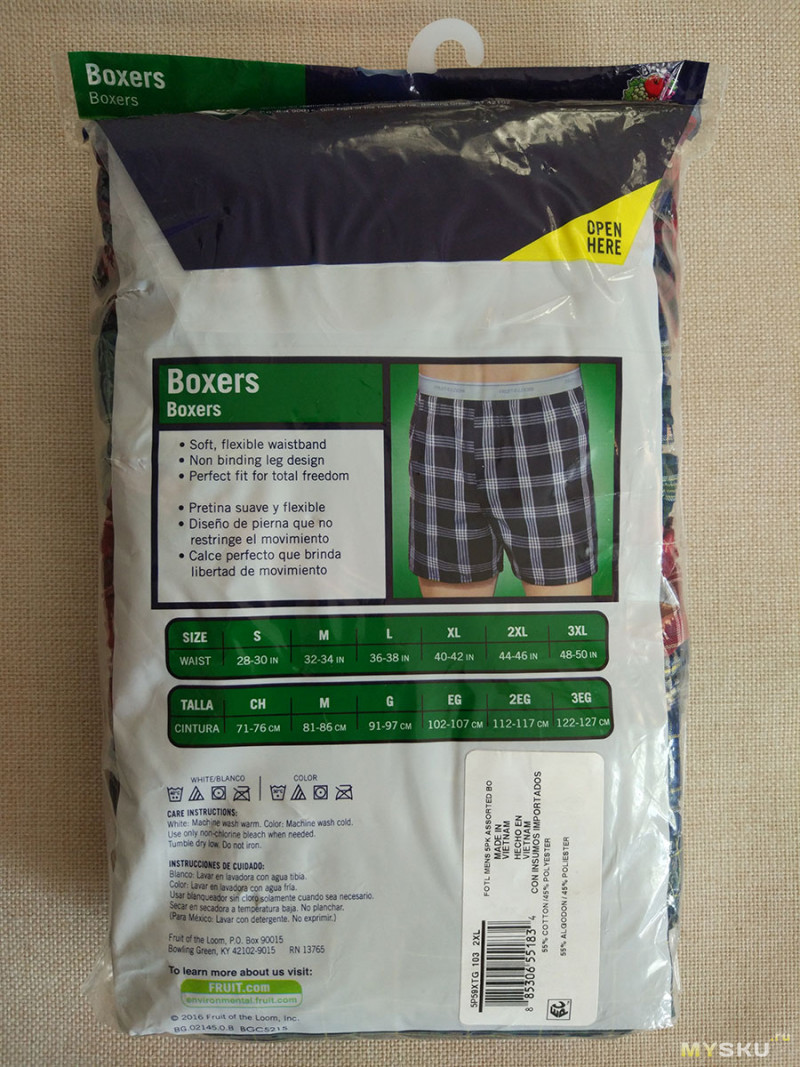 Boxers
Boxers
OPEN
HERE
Boxers
Boxers
• Soft, flexible waistband
• Non binding leg design
• Perfect fit for total freedom
• Pretina suave y flexible
• Diseño de pierna que no
restringe el movimiento
• Calce perfecto que brinda
libertad de movimiento
SIZE S M L XL 2XL 3XL
WAIST 28-30 IN 32-34 IN 36-38 IN 40-42 IN 44-46 IN 48-50 IN
TALLA CH M G EG 2EG 3EG
CINTURA 71-76 CM 81-86 CM 91-97 CM 102-107 CM 112-117 CM 122-127 CM
WHITE/BLANCO COLOR
CARE INSTRUCTIONS:
White: Machine wash warm. Color: Machine wash cold.
Use only non-chlorine bleach when needed.
Tumble dry low. Do not iron.
INSTRUCCIONES DE CUIDADO:
Blanco: Lavar en lavadora con agua tibia.
Color: Lavar en lavadora con agua fría.
Usar blanqueador sin cloro solamente cuando sea necesario.
Secar en secadora a temperatura baja. No planchar.
(Para México: Lavar con detergente. No exprimir.)
Fruit of the Loom, P.O. Box 90015
Bowling Green, KY 42102-9015 RN 13765
To learn more about us visit:
FRUIT.com
environmental.fruit.com
© 2016 Fruit of the Loom, Inc.
BG 02145.0.8 BGC5215
FOTL MENS 5PK ASSORTED BO
MADE IN
VIETNAM
HECHO EN
VIETNAM
CON INSUMOS IMPORTADOS
55% COTTON/45% POLYESTER
55% ALGODON/45% POLIESTER
5P59XTG 103 2XL
8 85306 55183 4
MYSKU.ru